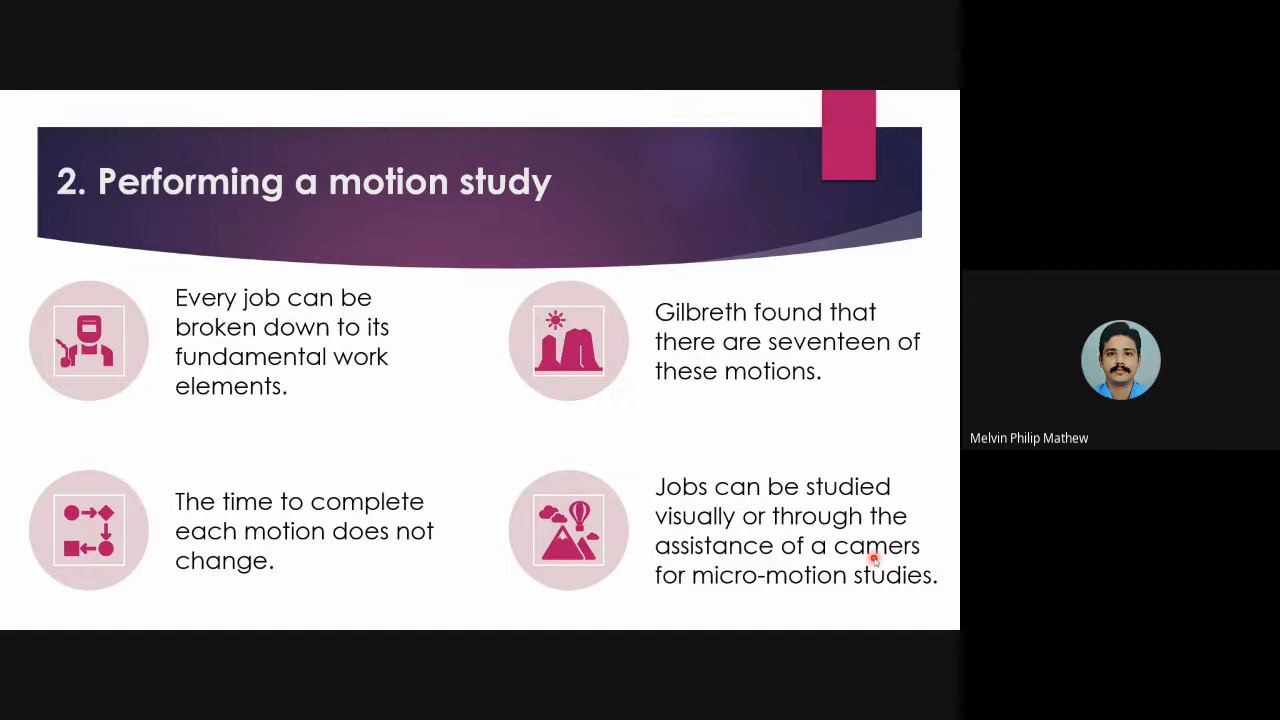 2. Performing a motion study
Every job can be
broken down to its
fundamental work
elements.
Gilbreth found that
there are seventeen of
these motions.
The time to complete
each motion does not
change.
Jobs can be studied
visually or through the
assistance of a camers
for micro-motion studies.
Melvin Philip Mathew